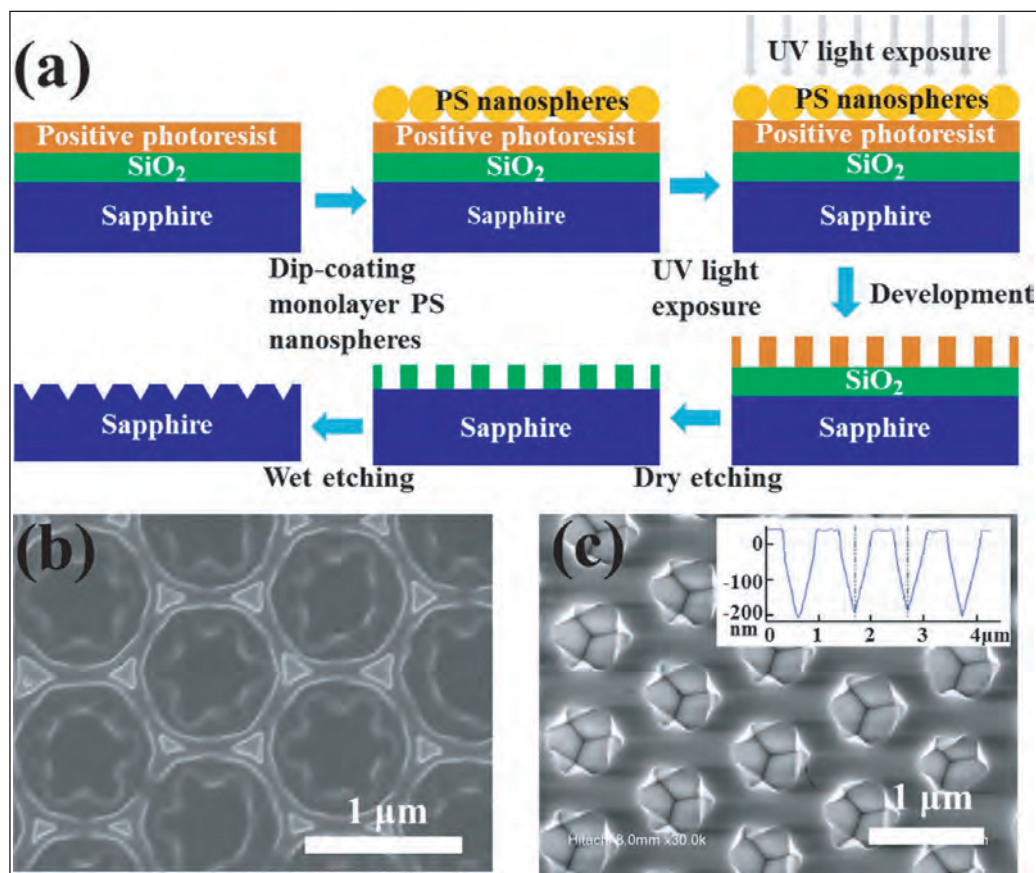 (a)
UV light exposure
PS nanospheres
PS nanospheres
Positive photoresist
Positive photoresist
Positive photoresist
SiO2
SiO2
SiO2
Sapphire
Sapphire
Sapphire
Dip-coating
monolayer PS
nanospheres
UV light
exposure
Development
SiO2
Sapphire
Sapphire
Sapphire
Wet etching
Dry etching
(b)
1 μm
(c)
0
-100
-200
nm
0 1 2 3 4μm
1 μm
Hitachi 8.0mm x30.0k